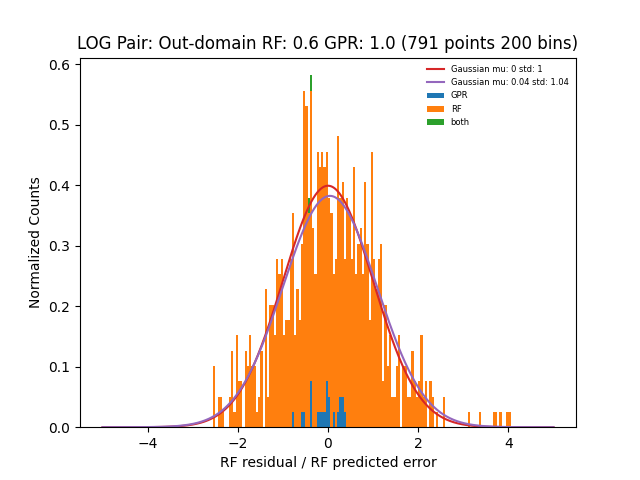 LOG Pair: Out-domain RF: 0.6 GPR: 1.0 (791 points 200 bins)
Gaussian mu: 0 std: 1
Gaussian mu: 0.04 std: 1.04
GPR
RF
both
Normalized Counts
0.6
0.5
0.4
0.3
0.2
0.1
0.0
−4 −2 0 2 4
RF residual / RF predicted error